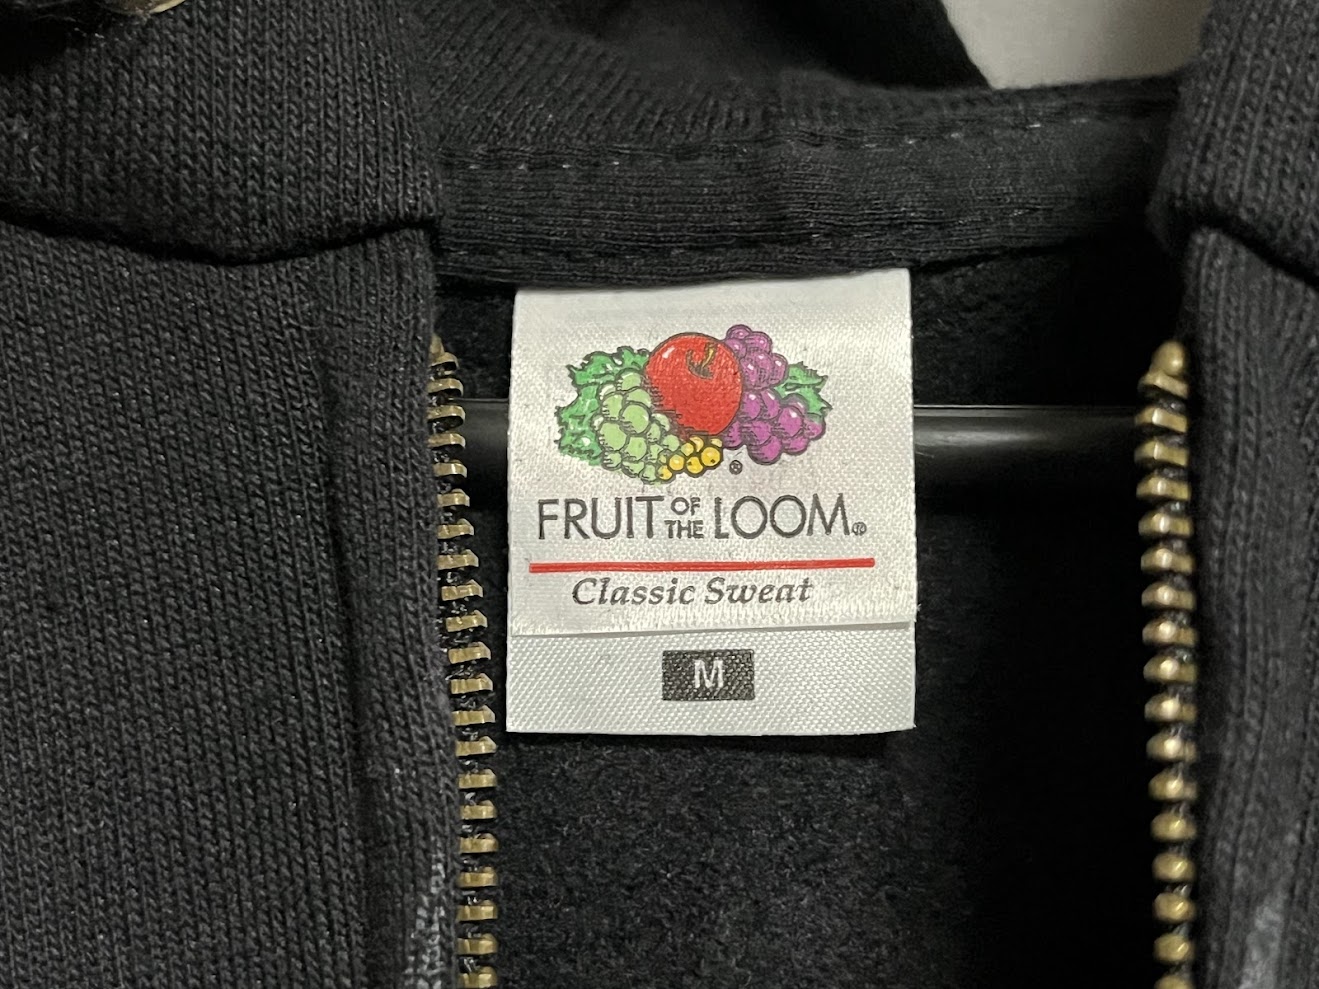 ®
FRUIT OF THE LOOM®
Classic Sweat
M